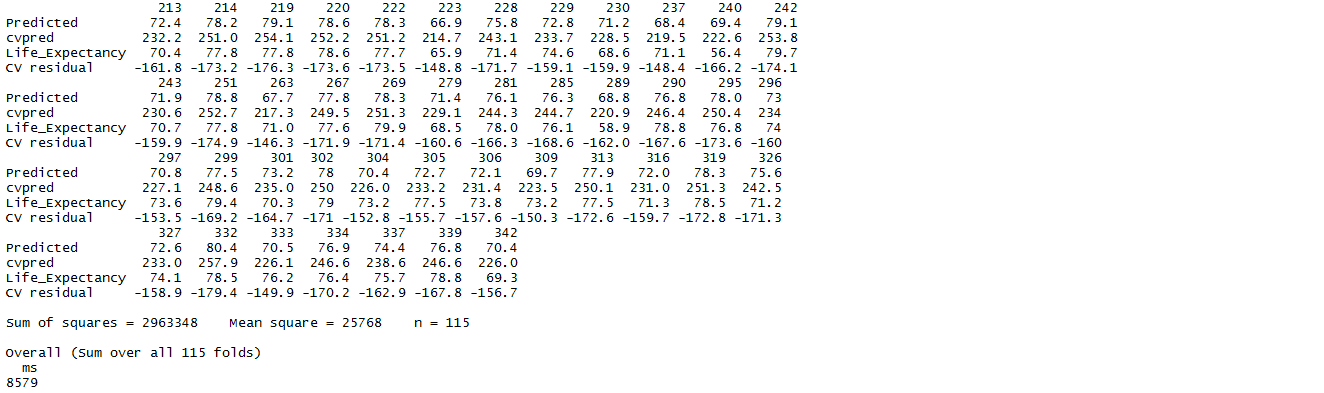 213 214 219 220 222 223 228 229 230 237 240 242
Predicted 72.4 78.2 79.1 78.6 78.3 66.9 75.8 72.8 71.2 68.4 69.4 79.1
cvpred 232.2 251.0 254.1 252.2 251.2 214.7 243.1 233.7 228.5 219.5 222.6 253.8
Life_Expectancy 70.4 77.8 77.8 78.6 77.7 65.9 71.4 74.6 68.6 71.1 56.4 79.7
CV residual -161.8 -173.2 -176.3 -173.6 -173.5 -148.8 -171.7 -159.1 -159.9 -148.4 -166.2 -174.1
243 251 263 267 269 279 281 285 289 290 295 296
Predicted 71.9 78.8 67.7 77.8 78.3 71.4 76.1 76.3 68.8 76.8 78.0 73
cvpred 230.6 252.7 217.3 249.5 251.3 229.1 244.3 244.7 220.9 246.4 250.4 234
Life_Expectancy 70.7 77.8 71.0 77.6 79.9 68.5 78.0 76.1 58.9 78.8 76.8 74
CV residual -159.9 -174.9 -146.3 -171.9 -171.4 -160.6 -166.3 -168.6 -162.0 -167.6 -173.6 -160
297 299 301 302 304 305 306 309 313 316 319 326
Predicted 70.8 77.5 73.2 78 70.4 72.7 72.1 69.7 77.9 72.0 78.3 75.6
cvpred 227.1 248.6 235.0 250 226.0 233.2 231.4 223.5 250.1 231.0 251.3 242.5
Life_Expectancy 73.6 79.4 70.3 79 73.2 77.5 73.8 73.2 77.5 71.3 78.5 71.2
CV residual -153.5 -169.2 -164.7 -171 -152.8 -155.7 -157.6 -150.3 -172.6 -159.7 -172.8 -171.3
327 332 333 334 337 339 342
Predicted 72.6 80.4 70.5 76.9 74.4 76.8 70.4
cvpred 233.0 257.9 226.1 246.6 238.6 246.6 226.0
Life_Expectancy 74.1 78.5 76.2 76.4 75.7 78.8 69.3
CV residual -158.9 -179.4 -149.9 -170.2 -162.9 -167.8 -156.7
Sum of squares = 2963348 Mean square = 25768 n = 115
Overall (Sum over all 115 folds)
ms
8579